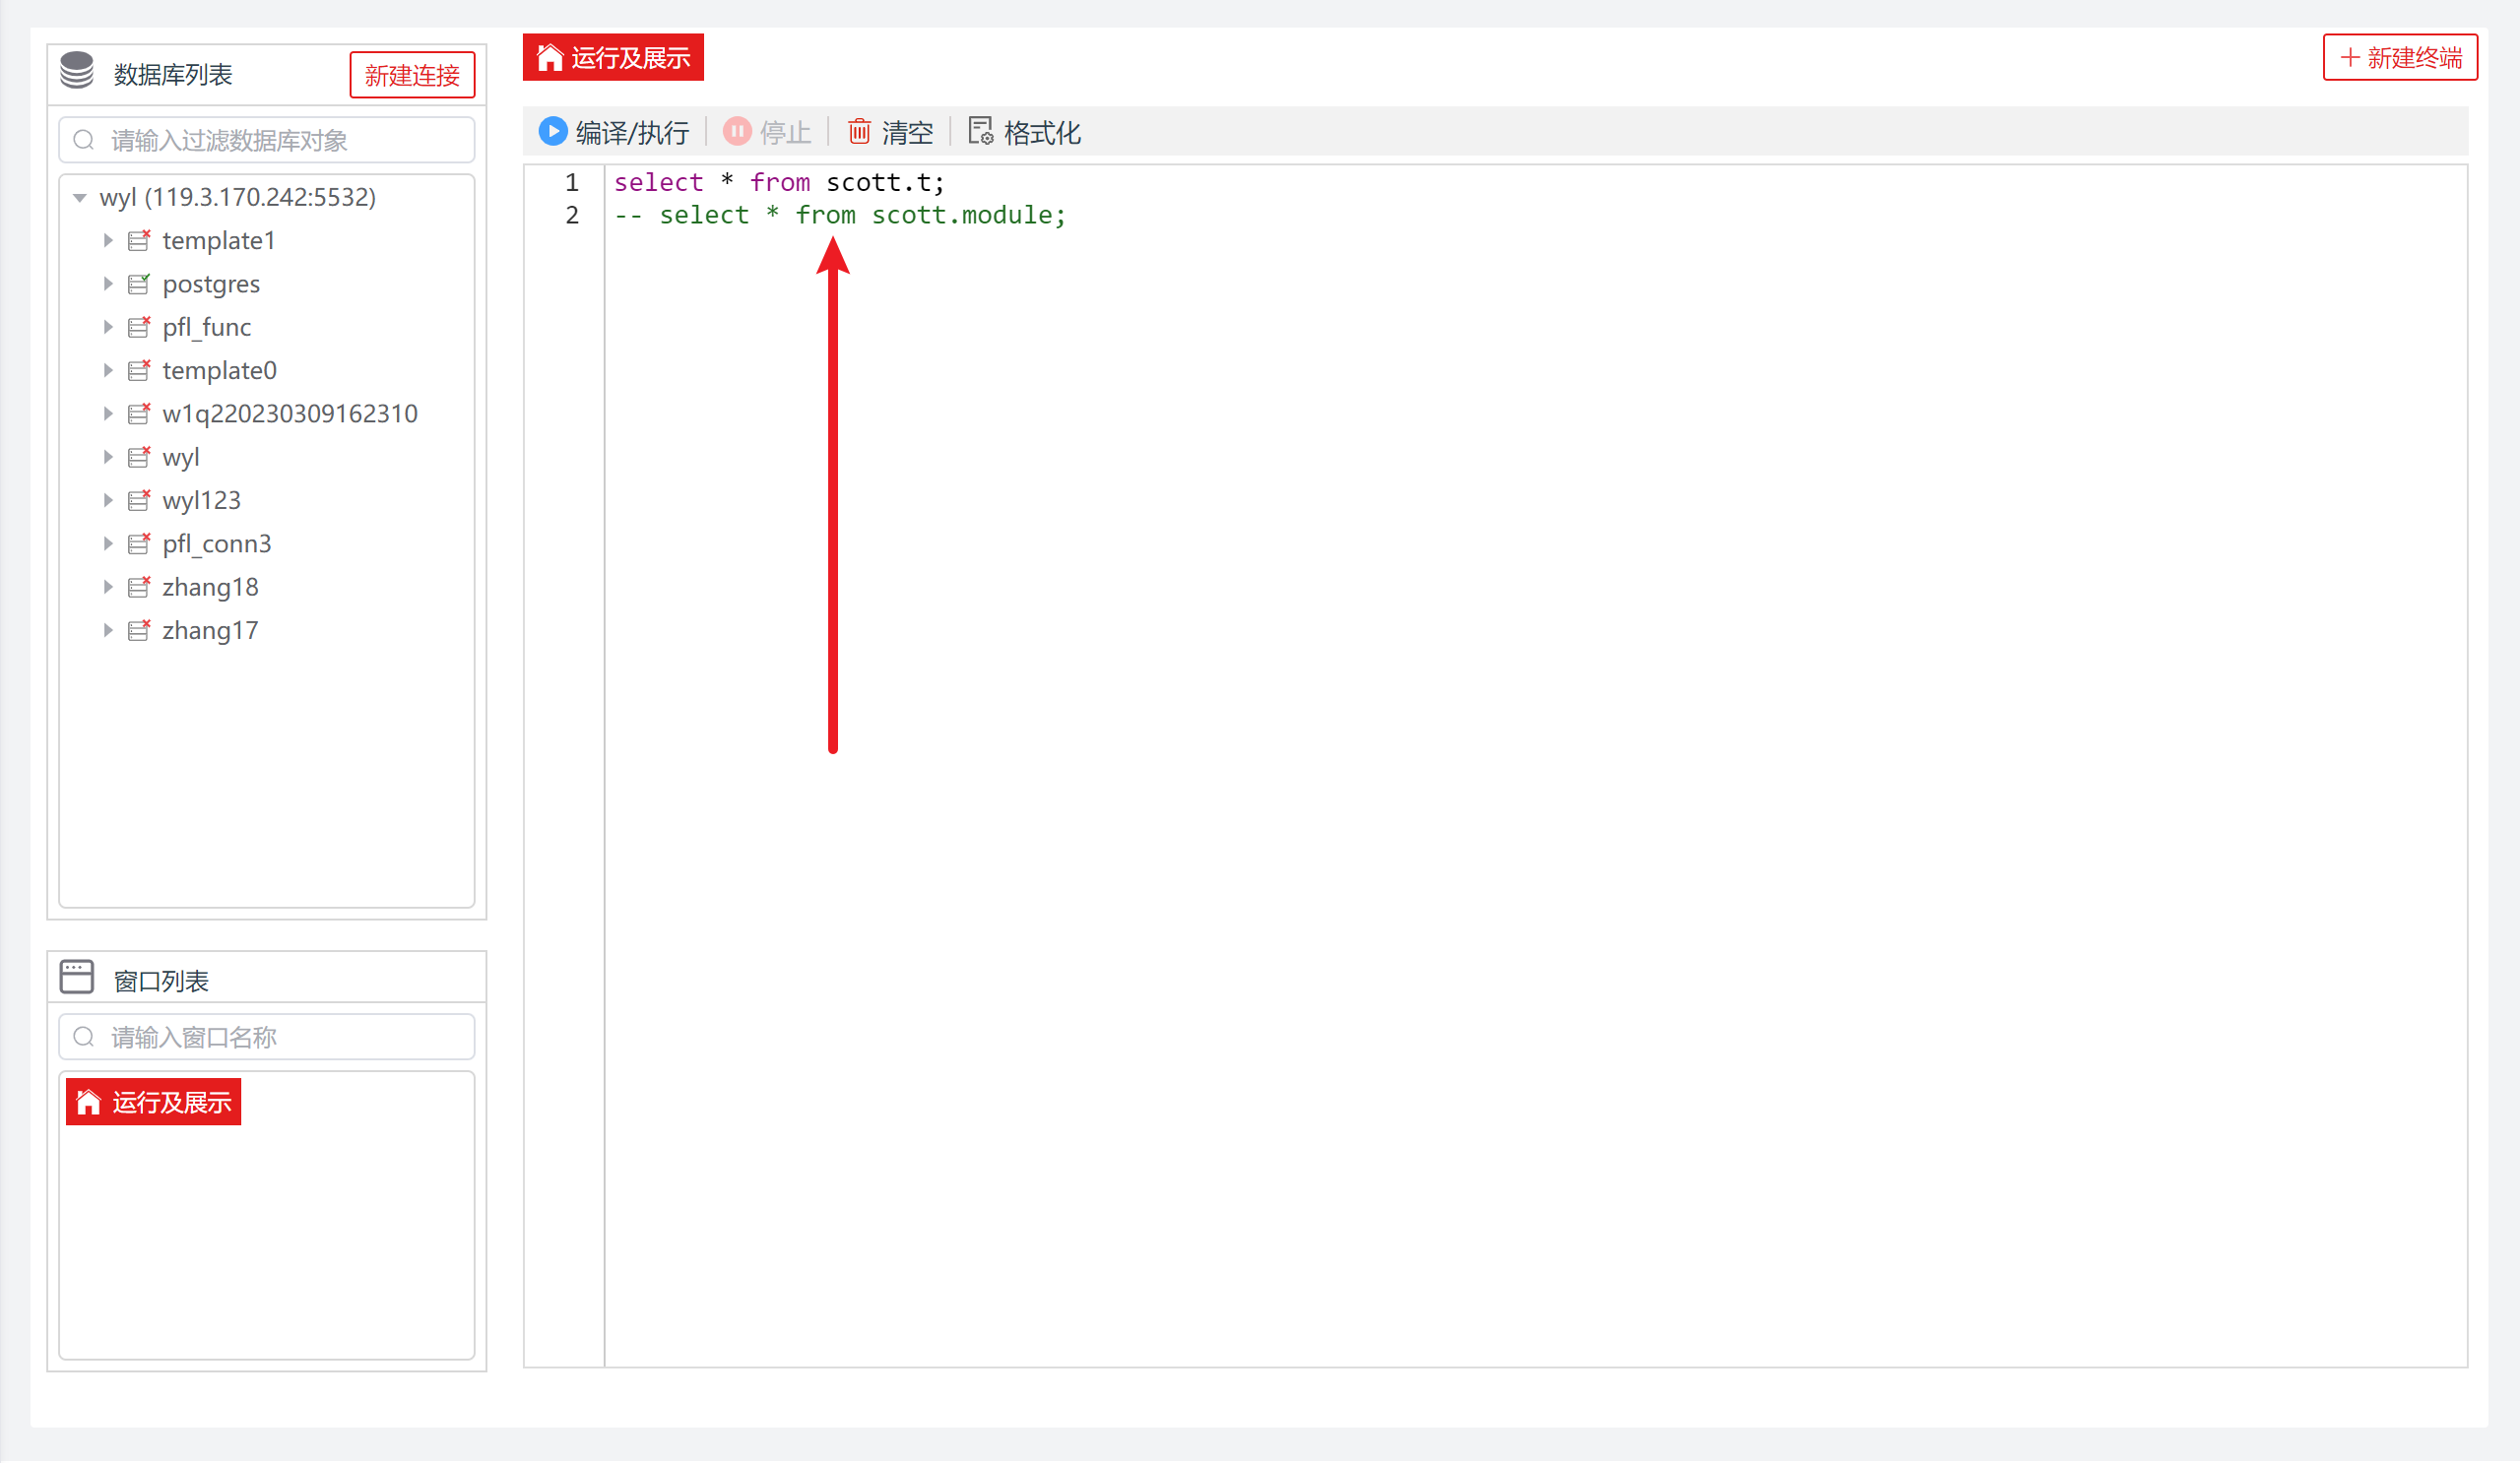 数据库列表
新建连接
请输入过滤数据库对象
wyl (119.3.170.242:5532)
template1
postgres
pfl_func
template0
w1q220230309162310
wyl
wyl123
pfl_conn3
zhang18
zhang17
窗口列表
请输入窗口名称
运行及展示
运行及展示
新建终端
编译/执行 停止 清空 格式化
1 select * from scott.t;
2 -- select * from scott.module;